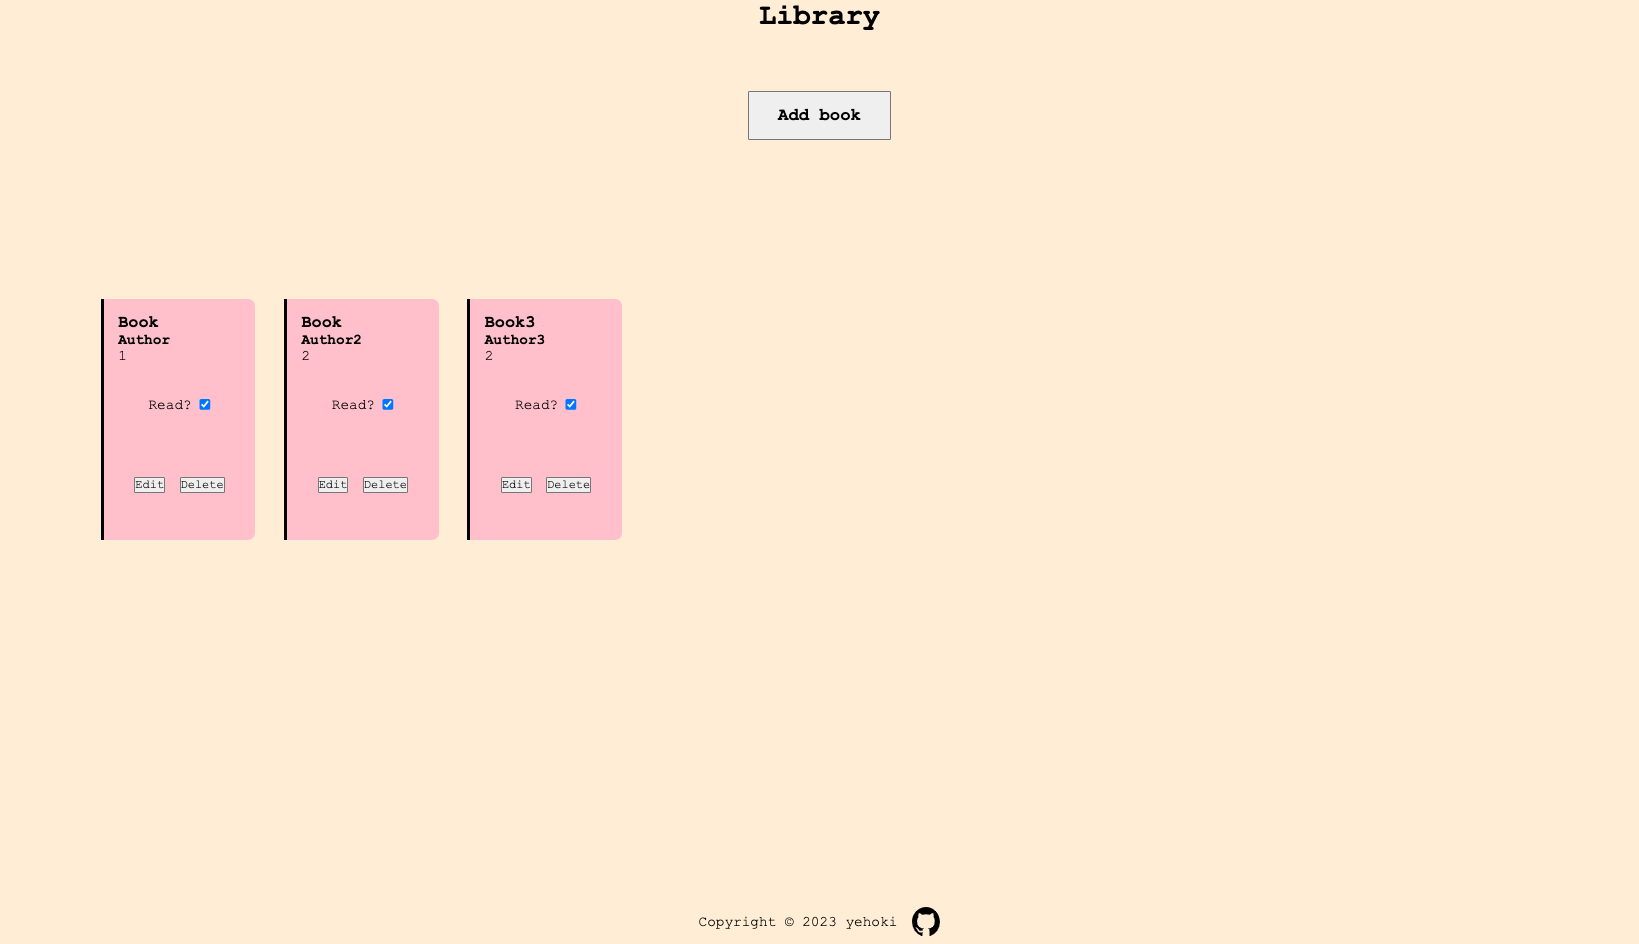 Library
Add book
Book
Author
1
Read?
Edit Delete
Book
Author2
2
Read?
Edit Delete
Book3
Author3
2
Read?
Edit Delete
Copyright © 2023 yehoki